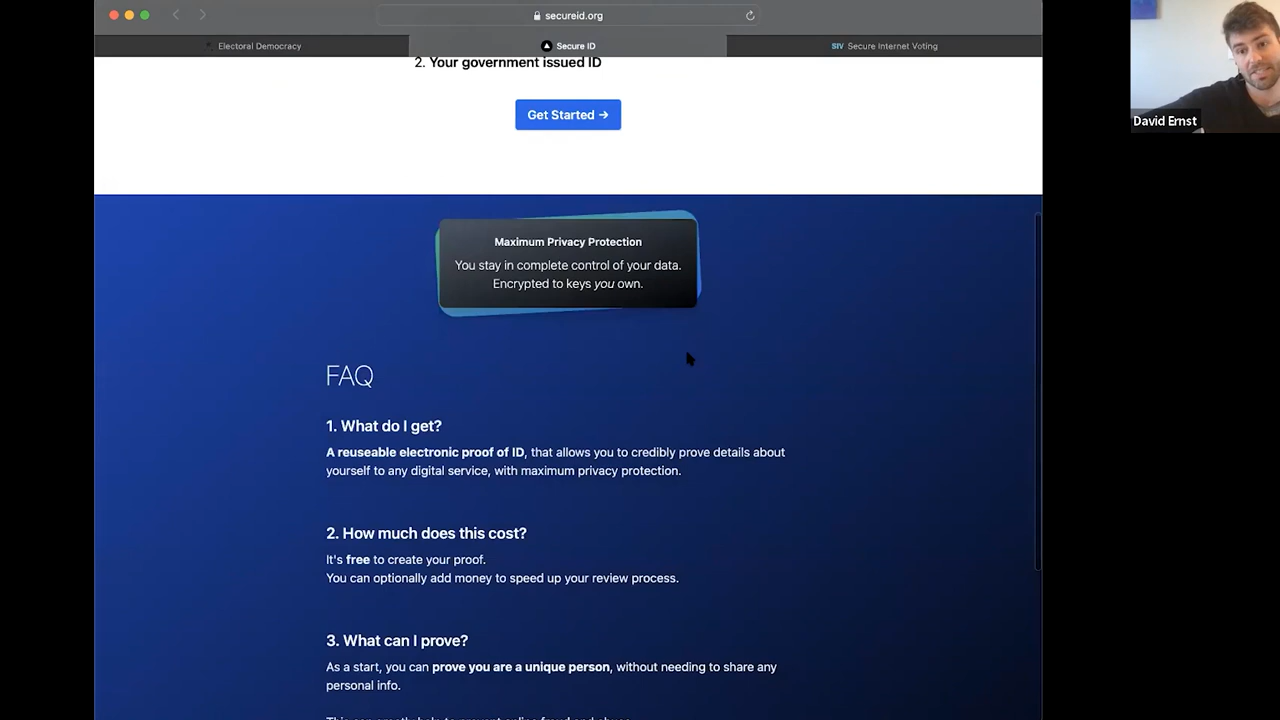 secureid.org
Electoral Democracy
Secure ID
SIV Secure Internet Voting
2. Your government issued ID
Get Started →
David Ernst
Maximum Privacy Protection
You stay in complete control of your data.
Encrypted to keys you own.
FAQ
1. What do I get?
A reuseable electronic proof of ID, that allows you to credibly prove details about
yourself to any digital service, with maximum privacy protection.
2. How much does this cost?
It's free to create your proof.
You can optionally add money to speed up your review process.
3. What can I prove?
As a start, you can prove you are a unique person, without needing to share any
personal info.